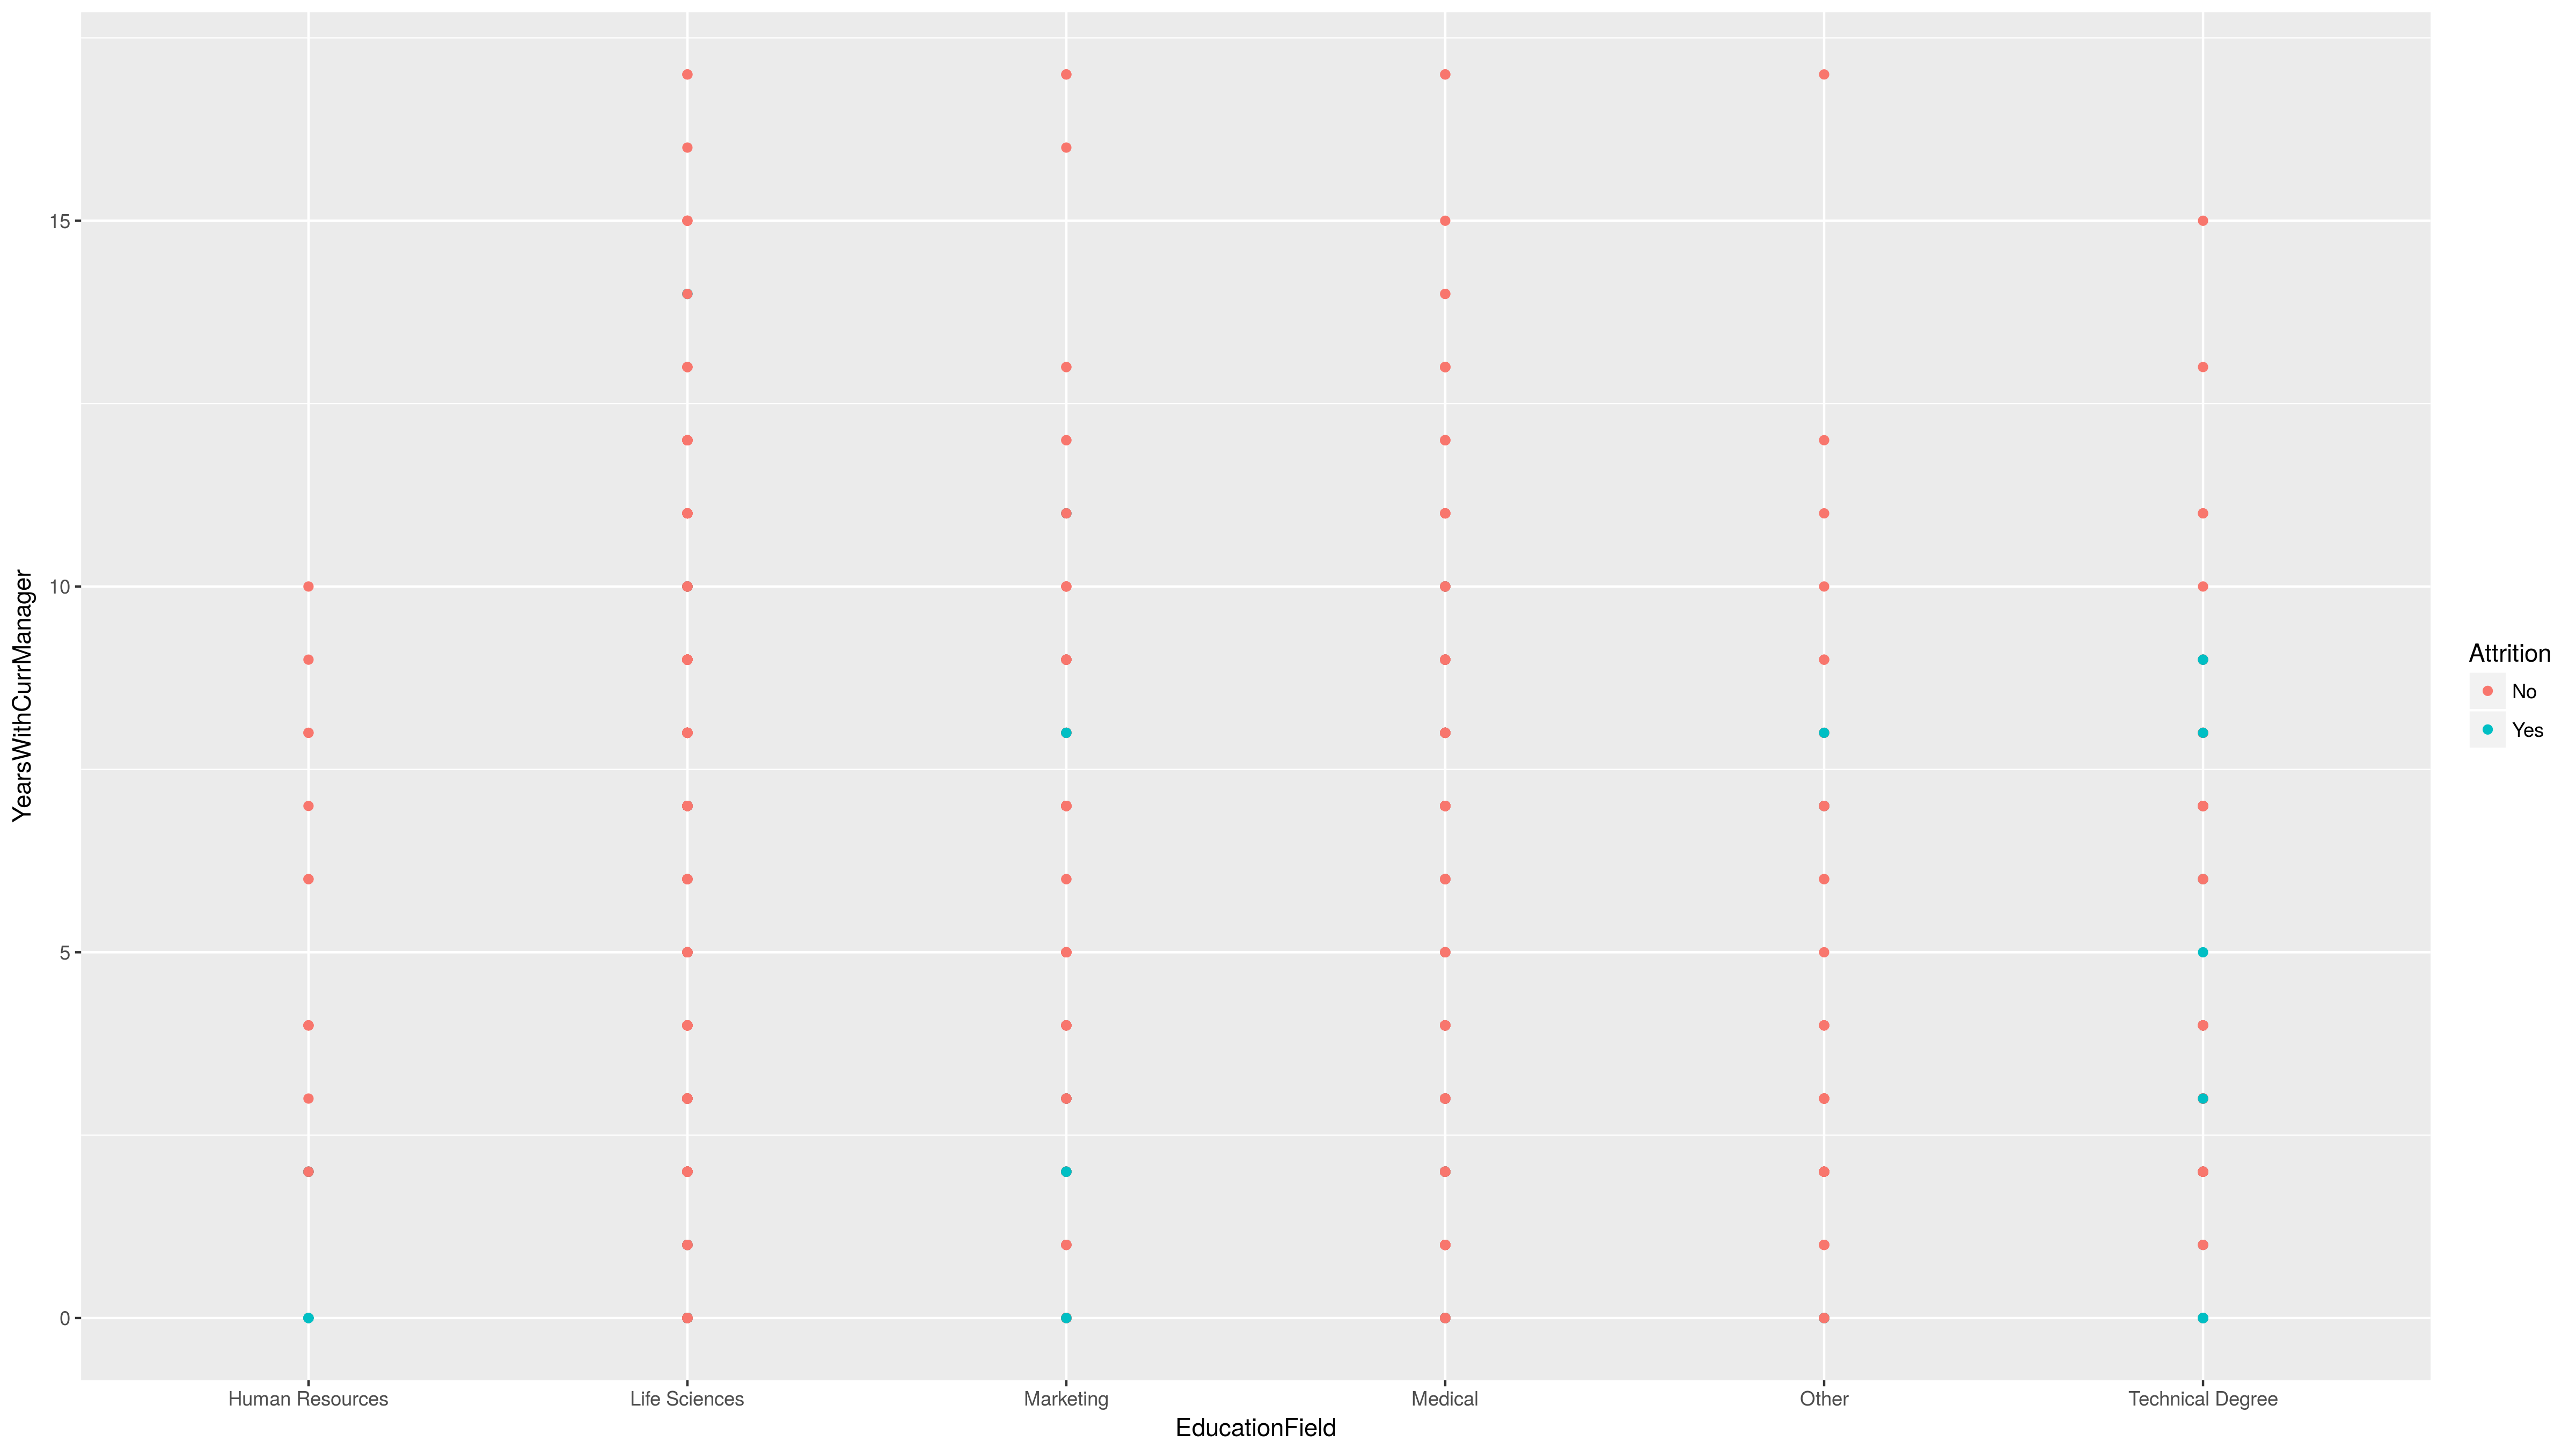 YearsWithCurrManager
15
10
5
0
Human Resources Life Sciences Marketing Medical Other Technical Degree
EducationField
Attrition
No
Yes